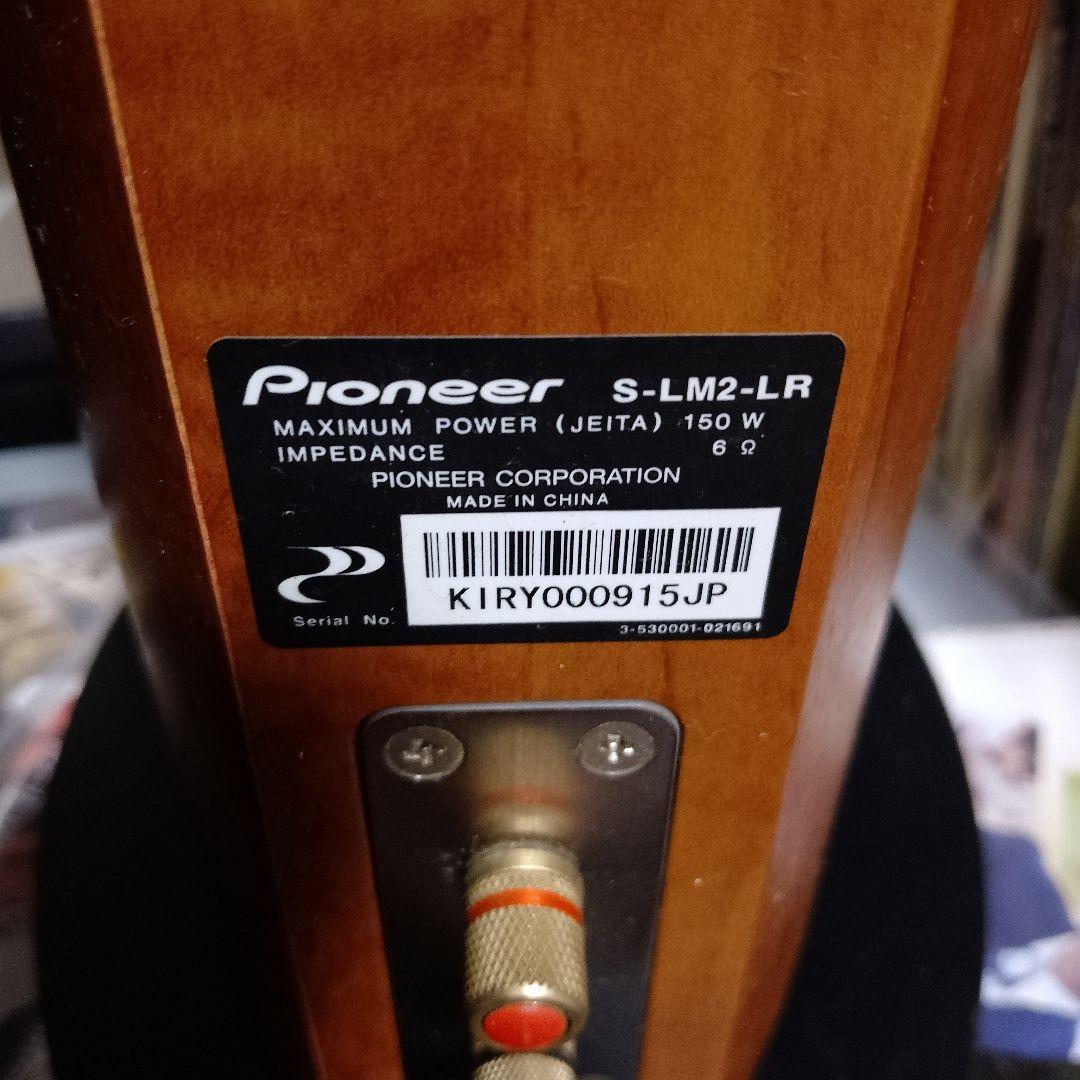 Pioneer S-LM2-LR
MAXIMUM POWER (JEITA) 150 W
IMPEDANCE 6 Ω
PIONEER CORPORATION
MADE IN CHINA
KIRY000915JP
Serial No.
3-530001-021691